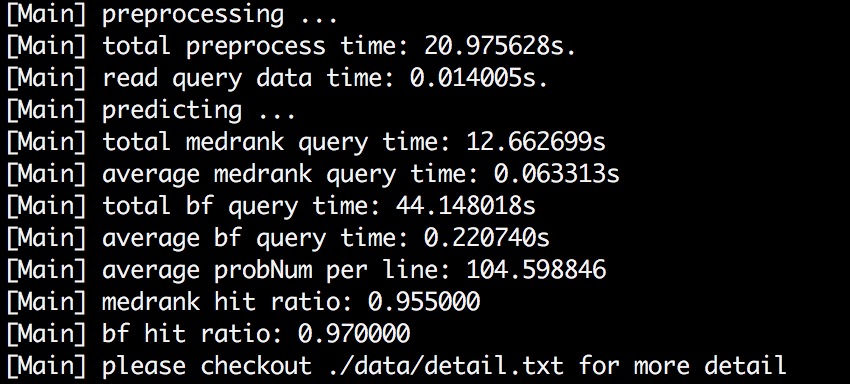 [Main] preprocessing ...
[Main] total preprocess time: 20.975628s.
[Main] read query data time: 0.014005s.
[Main] predicting ...
[Main] total medrank query time: 12.662699s
[Main] average medrank query time: 0.063313s
[Main] total bf query time: 44.148018s
[Main] average bf query time: 0.220740s
[Main] average probNum per line: 104.598846
[Main] medrank hit ratio: 0.955000
[Main] bf hit ratio: 0.970000
[Main] please checkout ./data/detail.txt for more detail